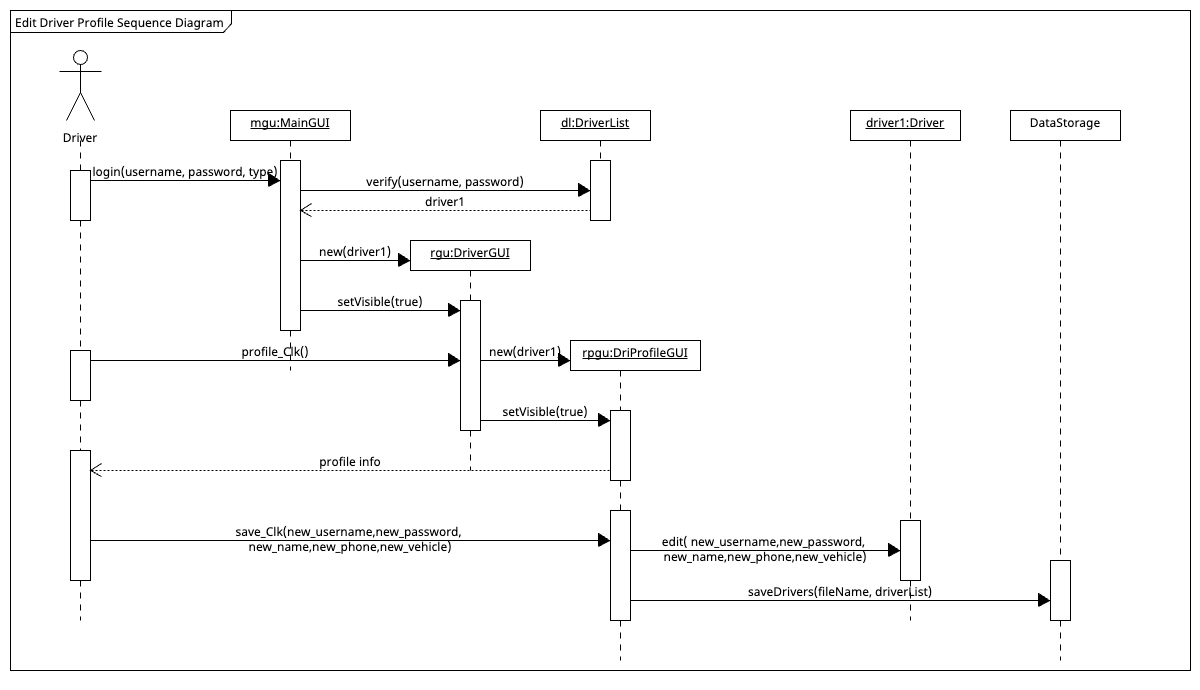 Edit Driver Profile Sequence Diagram
Driver
mgu:MainGUI
dl:DriverList
driver1:Driver
DataStorage
login(username, password, type)
verify(username, password)
driver1
new(driver1)
rgu:DriverGUI
setVisible(true)
profile_Clk()
new(driver1)
rpgu:DriProfileGUI
setVisible(true)
profile info
save_Clk(new_username,new_password,
new_name,new_phone,new_vehicle)
edit( new_username,new_password,
new_name,new_phone,new_vehicle)
saveDrivers(fileName, driverList)